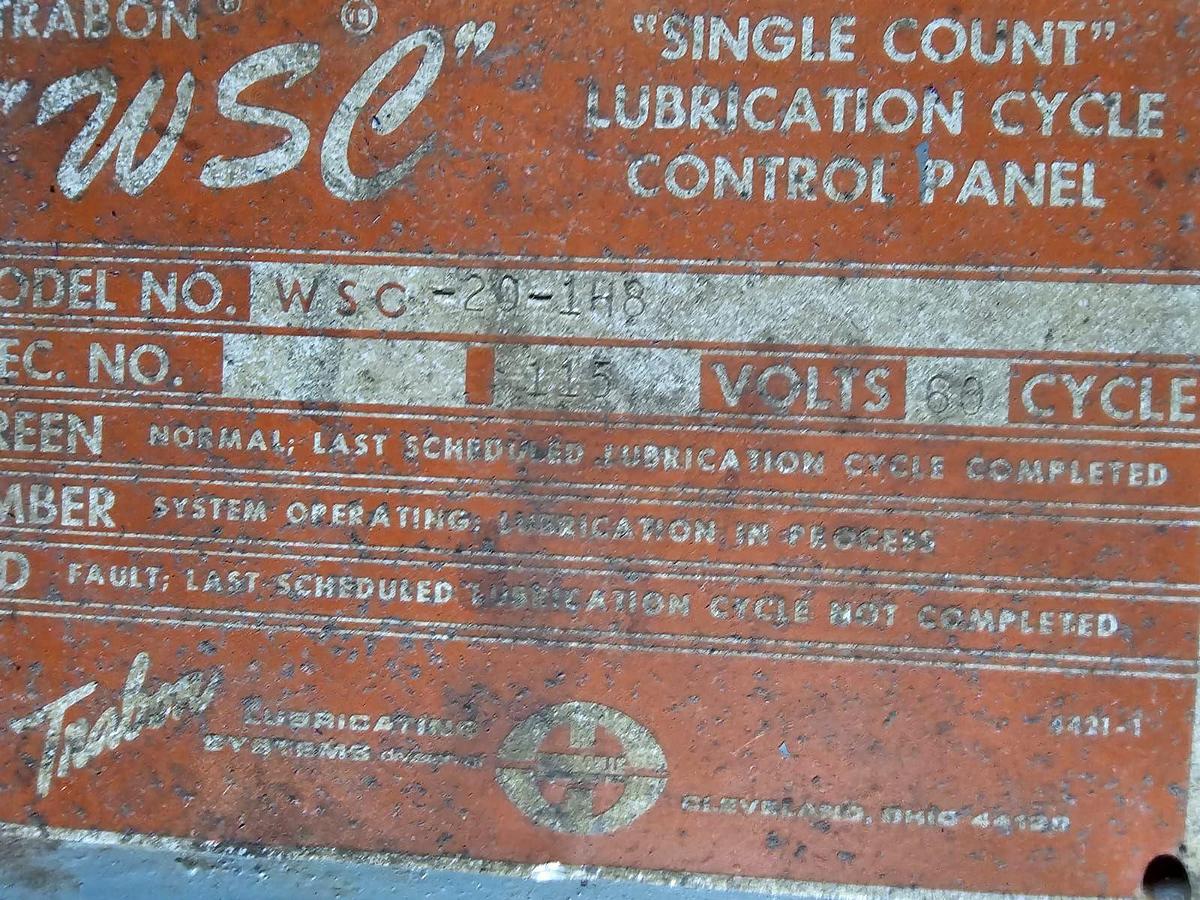 TRABON ® ®
"WSC"
"SINGLE COUNT"
LUBRICATION CYCLE
CONTROL PANEL
ODEL NO. WSC-20-1H8
EC. NO. 115 VOLTS 60 CYCLE
REEN NORMAL; LAST SCHEDULED LUBRICATION CYCLE COMPLETED
MBER SYSTEM OPERATING; LUBRICATION IN PROCESS
D FAULT; LAST SCHEDULED LUBRICATION CYCLE NOT COMPLETED
Trabon LUBRICATING
SYSTEMS
4421-1
CLEVELAND, OHIO